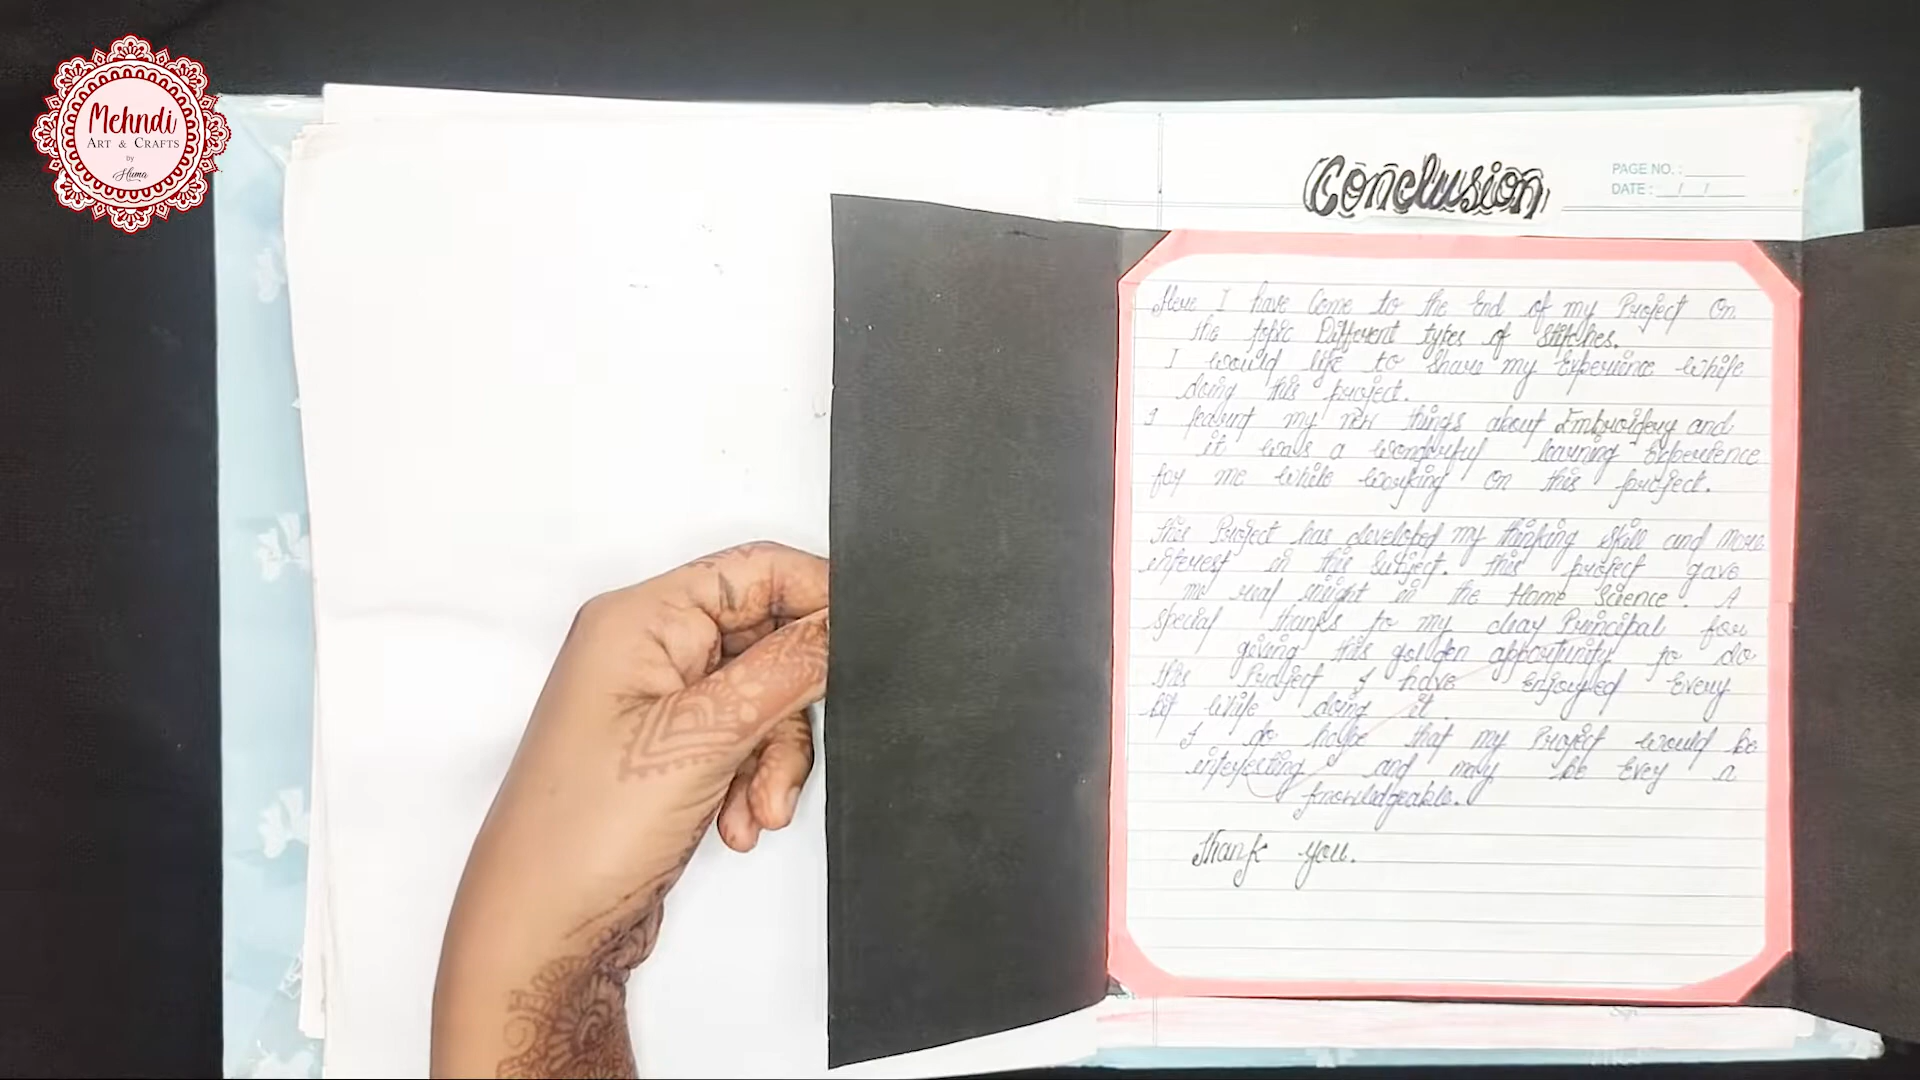 Mehndi
ART & CRAFTS
by
Huma
Conclusion
PAGE NO. :
DATE : / /
Here I have Come to the End of my Project On
the topic Different types of Stitches.
I would like to Share my Experience while
doing this project.
I learnt my new things about Embroidery and
it was a wonderful learning Experience
for me while working on this project.
this Project has developed my thinking skill and more
interest in this Subject. this project gave
me real insight in the Home Science. A
special thanks to my dear Principal for
giving this golden opportunity to do
this Project I have Enjoyed Every
bit while doing it.
I do hope that my Project would be
interesting and may be Evey a
knowledgeable.
Thank you.